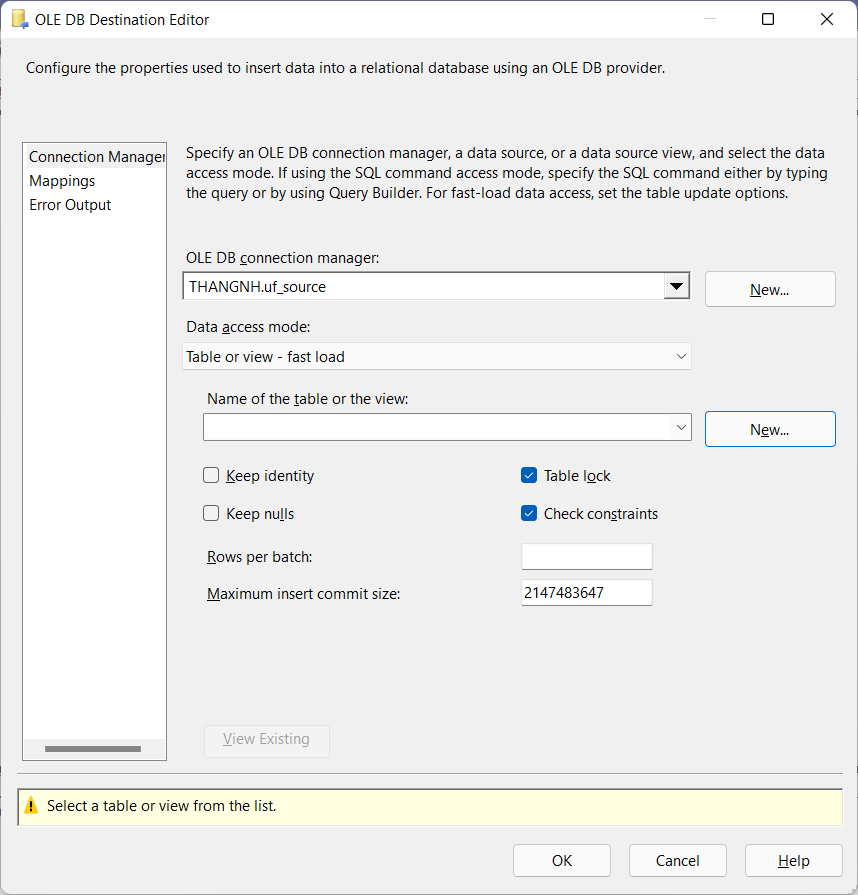 OLE DB Destination Editor
Configure the properties used to insert data into a relational database using an OLE DB provider.
Connection Manager
Mappings
Error Output
Specify an OLE DB connection manager, a data source, or a data source view, and select the data
access mode. If using the SQL command access mode, specify the SQL command either by typing
the query or by using Query Builder. For fast-load data access, set the table update options.
OLE DB connection manager:
THANGNH.uf_source
New...
Data access mode:
Table or view - fast load
Name of the table or the view:
New...
Keep identity
Table lock
Keep nulls
Check constraints
Rows per batch:
Maximum insert commit size:
2147483647
View Existing
Select a table or view from the list.
OK
Cancel
Help